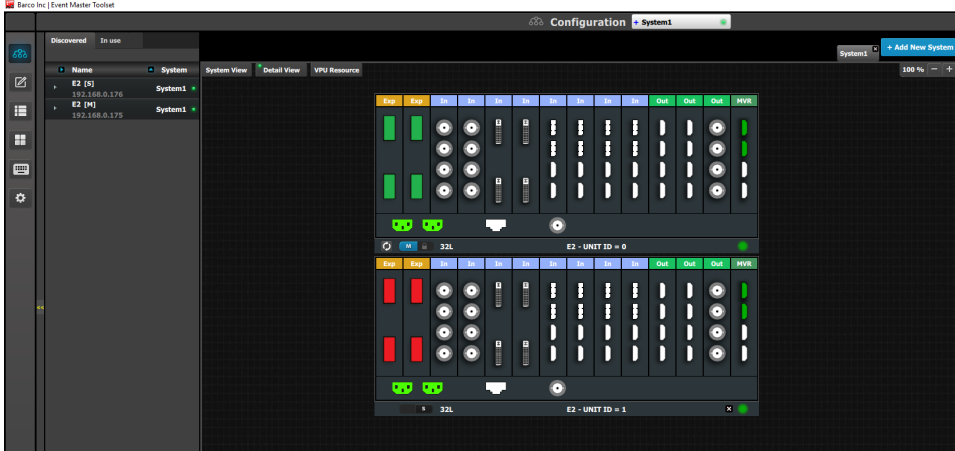 Barco Inc | Event Master Toolset
Configuration + System1
Discovered In use
System1 + Add New System
Name System
System View Detail View VPU Resource
100 % − +
E2 [S]
192.168.0.176
System1
E2 [M]
192.168.0.175
System1
Exp Exp In In In In In In In In Out Out Out MVR
M 32L E2 - UNIT ID = 0
Exp Exp In In In In In In In In Out Out Out MVR
<<
S 32L E2 - UNIT ID = 1 x